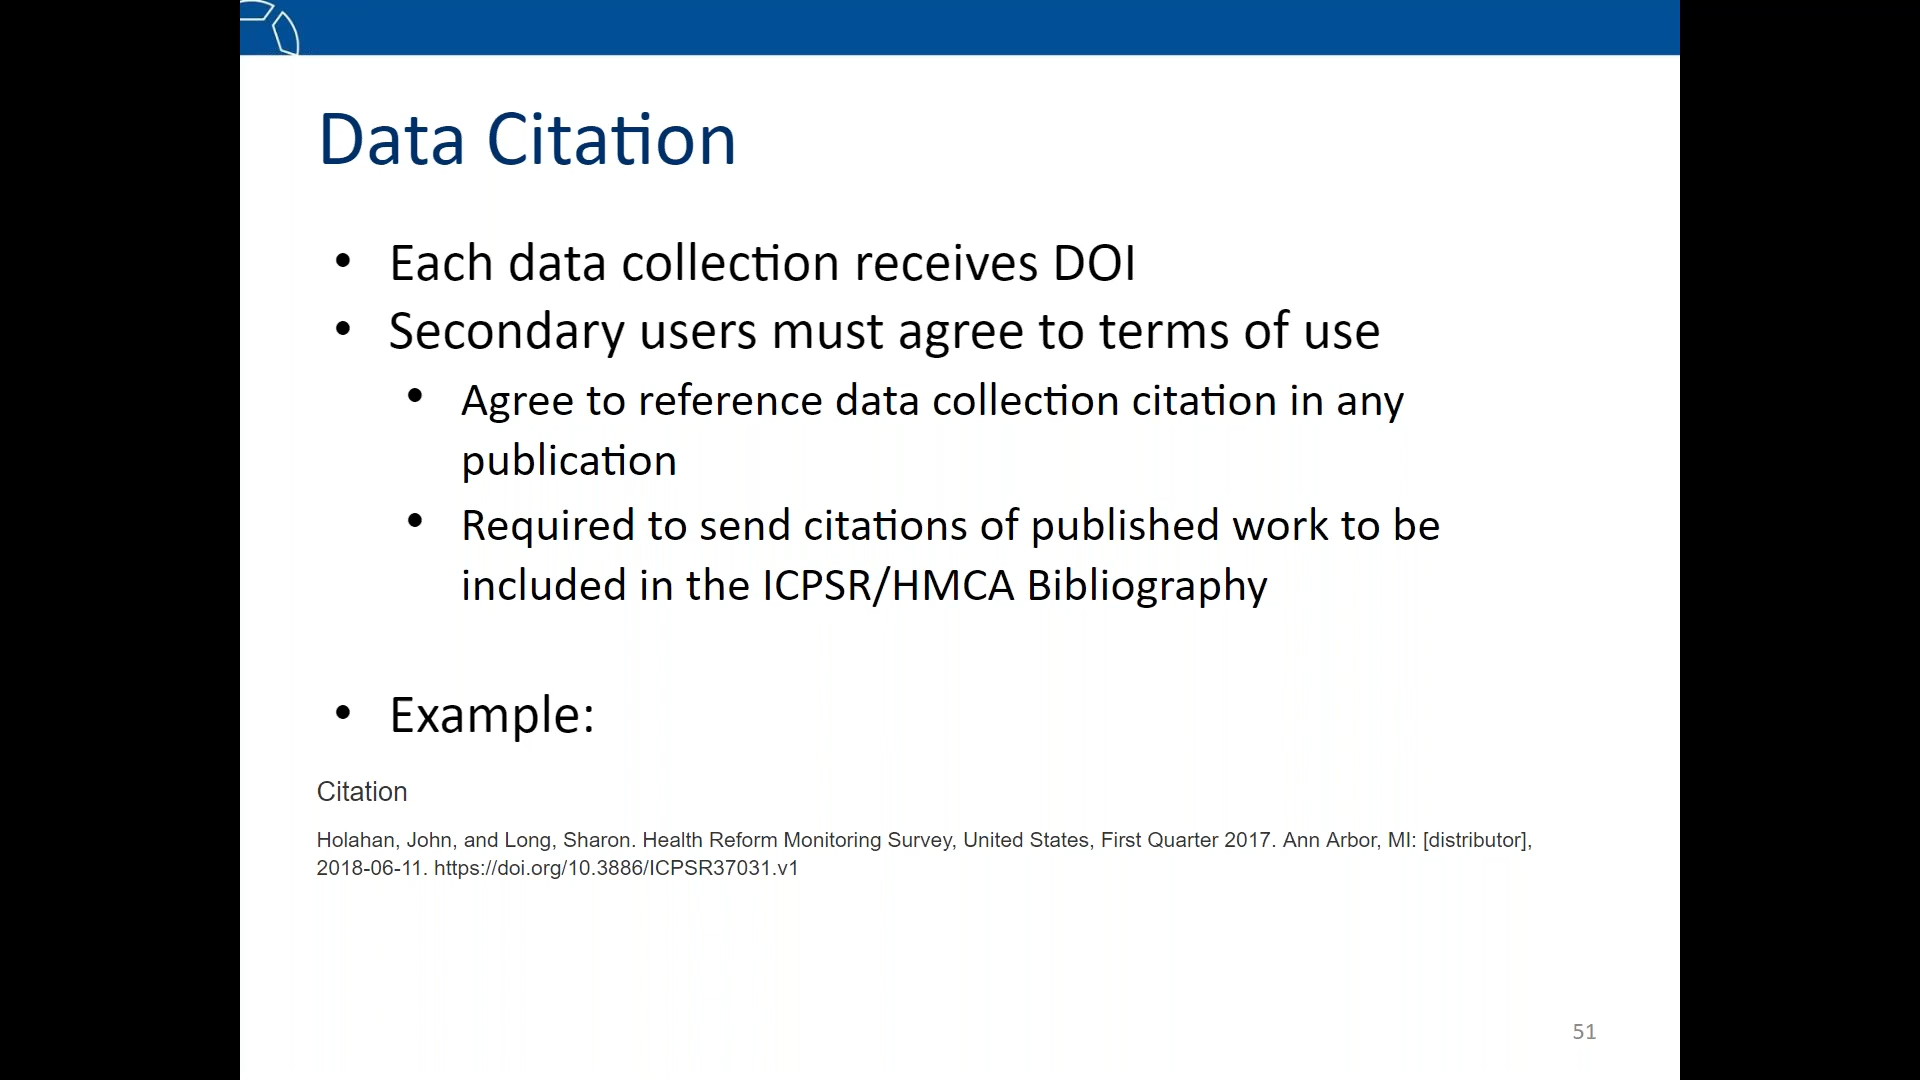 Data Citation
• Each data collection receives DOI
• Secondary users must agree to terms of use
• Agree to reference data collection citation in any
publication
• Required to send citations of published work to be
included in the ICPSR/HMCA Bibliography
• Example:
Citation
Holahan, John, and Long, Sharon. Health Reform Monitoring Survey, United States, First Quarter 2017. Ann Arbor, MI: [distributor],
2018-06-11. https://doi.org/10.3886/ICPSR37031.v1
51